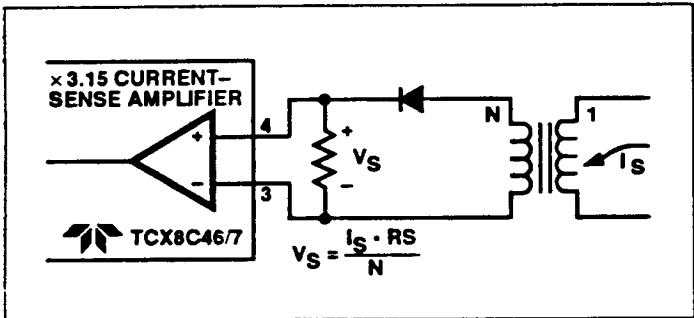 × 3.15 CURRENT–
SENSE AMPLIFIER
+
4
–
3
TCX8C46/7
+
VS
–
N
1
IS
VS = IS · RS
N